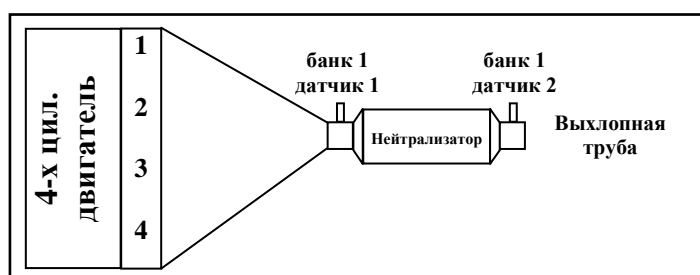 4-х цил.
двигатель
1
2
3
4
банк 1
датчик 1
Нейтрализатор
банк 1
датчик 2
Выхлопная
труба